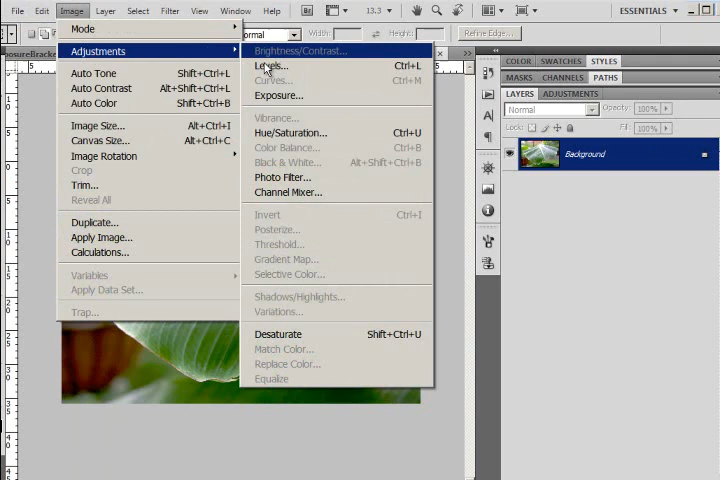 File Edit Image Layer Select Filter View Window Help Br 13.3 ESSENTIALS
Width: Height: Refine Edge...
Mode
Adjustments
Auto Tone Shift+Ctrl+L
Auto Contrast Alt+Shift+Ctrl+L
Auto Color Shift+Ctrl+B
Image Size... Alt+Ctrl+I
Canvas Size... Alt+Ctrl+C
Image Rotation
Crop
Trim...
Reveal All
Duplicate...
Apply Image...
Calculations...
Variables
Apply Data Set...
Trap...
Brightness/Contrast...
Levels... Ctrl+L
Curves... Ctrl+M
Exposure...
Vibrance...
Hue/Saturation... Ctrl+U
Color Balance... Ctrl+B
Black & White... Alt+Shift+Ctrl+B
Photo Filter...
Channel Mixer...
Invert Ctrl+I
Posterize...
Threshold...
Gradient Map...
Selective Color...
Shadows/Highlights...
Variations...
Desaturate Shift+Ctrl+U
Match Color...
Replace Color...
Equalize
COLOR SWATCHES STYLES
MASKS CHANNELS PATHS
LAYERS ADJUSTMENTS
Normal Opacity: 100%
Lock: Fill: 100%
Background